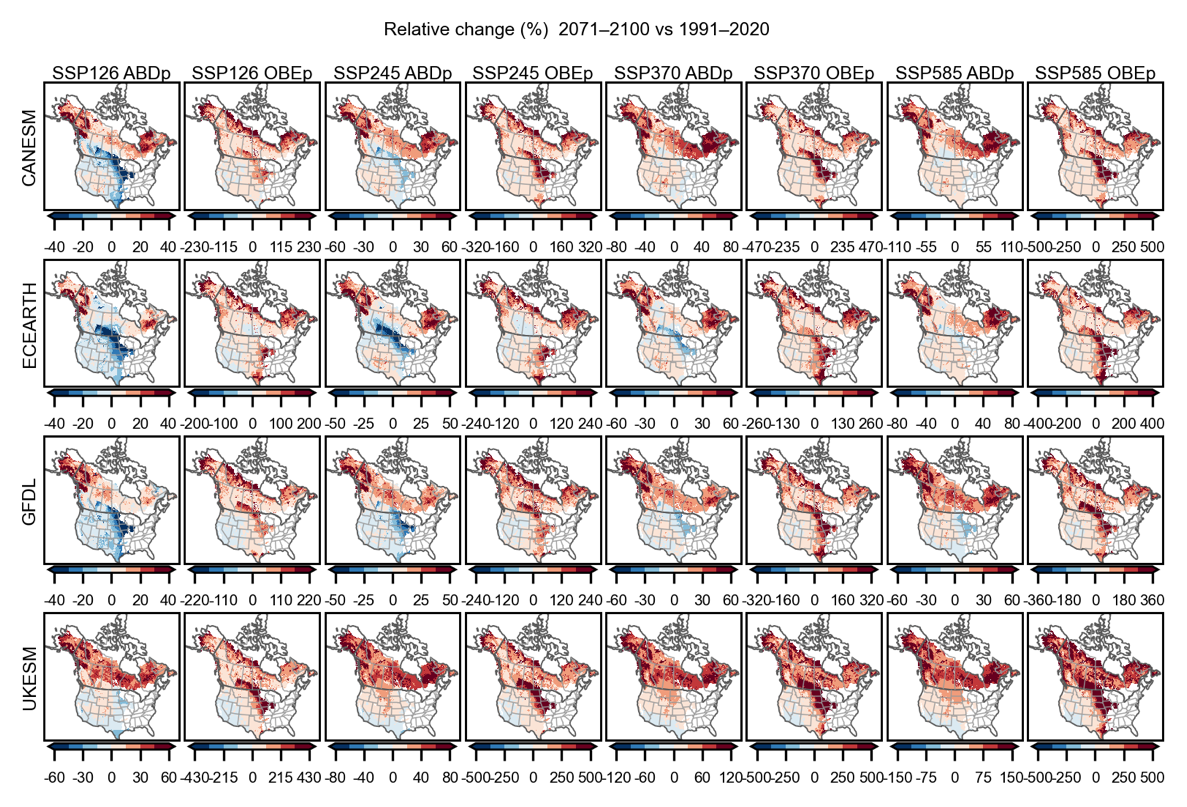 Relative change (%)  2071–2100 vs 1991–2020
SSP126 ABDp SSP126 OBEp SSP245 ABDp SSP245 OBEp SSP370 ABDp SSP370 OBEp SSP585 ABDp SSP585 OBEp
CANESM
-40 -20 0 20 40 -230 -115 0 115 230 -60 -30 0 30 60 -320 -160 0 160 320 -80 -40 0 40 80 -470 -235 0 235 470 -110 -55 0 55 110 -500 -250 0 250 500
ECEARTH
-40 -20 0 20 40 -200 -100 0 100 200 -50 -25 0 25 50 -240 -120 0 120 240 -60 -30 0 30 60 -260 -130 0 130 260 -80 -40 0 40 80 -400 -200 0 200 400
GFDL
-40 -20 0 20 40 -220 -110 0 110 220 -50 -25 0 25 50 -240 -120 0 120 240 -60 -30 0 30 60 -320 -160 0 160 320 -60 -30 0 30 60 -360 -180 0 180 360
UKESM
-60 -30 0 30 60 -430 -215 0 215 430 -80 -40 0 40 80 -500 -250 0 250 500 -120 -60 0 60 120 -500 -250 0 250 500 -150 -75 0 75 150 -500 -250 0 250 500